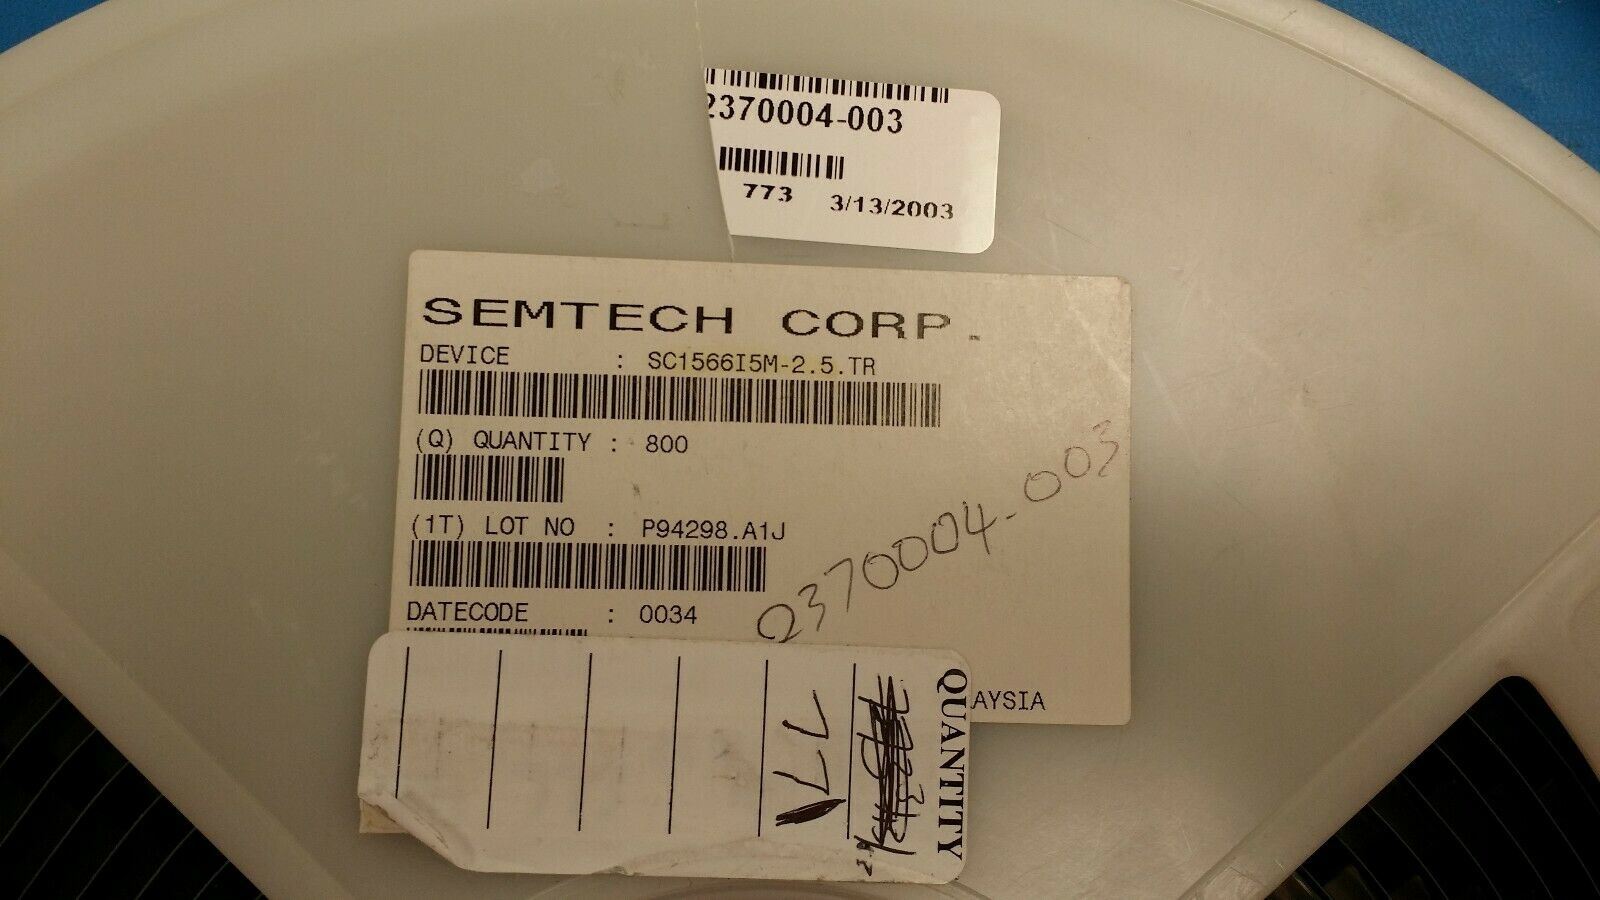 2370004-003
773 3/13/2003
SEMTECH CORP.
DEVICE : SC1566I5M-2.5.TR
(Q) QUANTITY : 800
(1T) LOT NO : P94298.A1J
DATECODE : 0034
2370004-003
AYSIA
QUANTITY